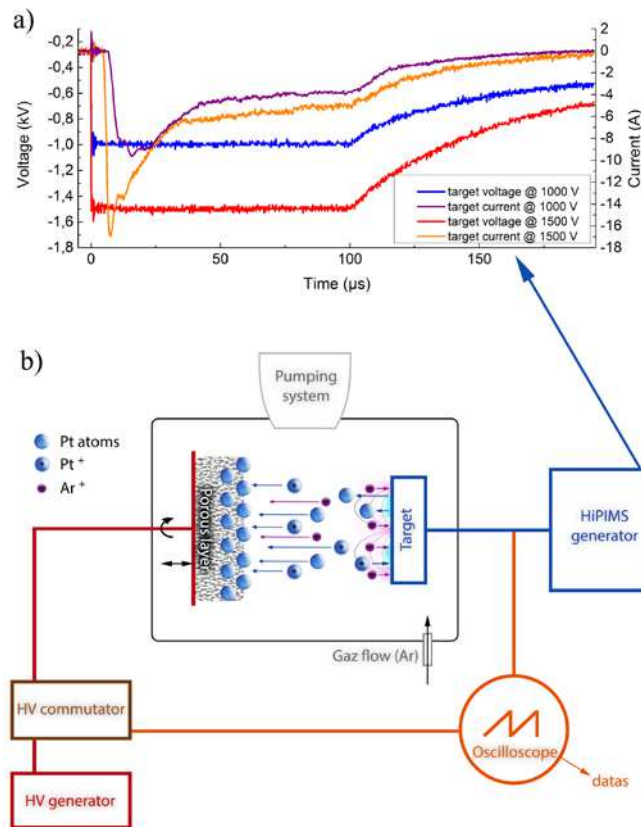 a)
-0,2
-0,4
-0,6
-0,8
-1,0
-1,2
-1,4
-1,6
-1,8
Voltage (kV)
2
0
-2
-4
-6
-8
-10
-12
-14
-16
-18
Current (A)
target voltage @ 1000 V
target current @ 1000 V
target voltage @ 1500 V
target current @ 1500 V
0
50
100
150
Time (µs)
b)
Pumping
system
Pt atoms
Pt +
Ar +
Porous layer
Target
HiPIMS
generator
Gaz flow (Ar)
HV commutator
Oscilloscope
HV generator
datas